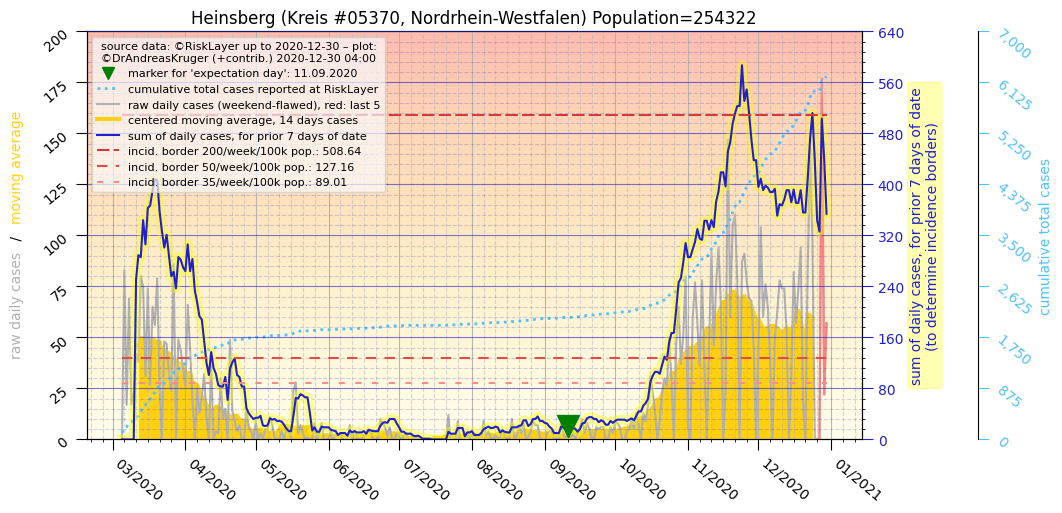 Heinsberg (Kreis #05370, Nordrhein-Westfalen) Population=254322
source data: ©RiskLayer up to 2020-12-30 – plot:
©DrAndreasKruger (+contrib.) 2020-12-30 04:00
marker for 'expectation day': 11.09.2020
cumulative total cases reported at RiskLayer
raw daily cases (weekend-flawed), red: last 5
centered moving average, 14 days cases
sum of daily cases, for prior 7 days of date
incid. border 200/week/100k pop.: 508.64
incid. border 50/week/100k pop.: 127.16
incid. border 35/week/100k pop.: 89.01
raw daily cases / moving average
200
175
150
125
100
75
50
25
0
03/2020
04/2020
05/2020
06/2020
07/2020
08/2020
09/2020
10/2020
11/2020
12/2020
01/2021
640
560
480
400
320
240
160
80
0
sum of daily cases, for prior 7 days of date
(to determine incidence borders)
7,000
6,125
5,250
4,375
3,500
2,625
1,750
875
0
cumulative total cases